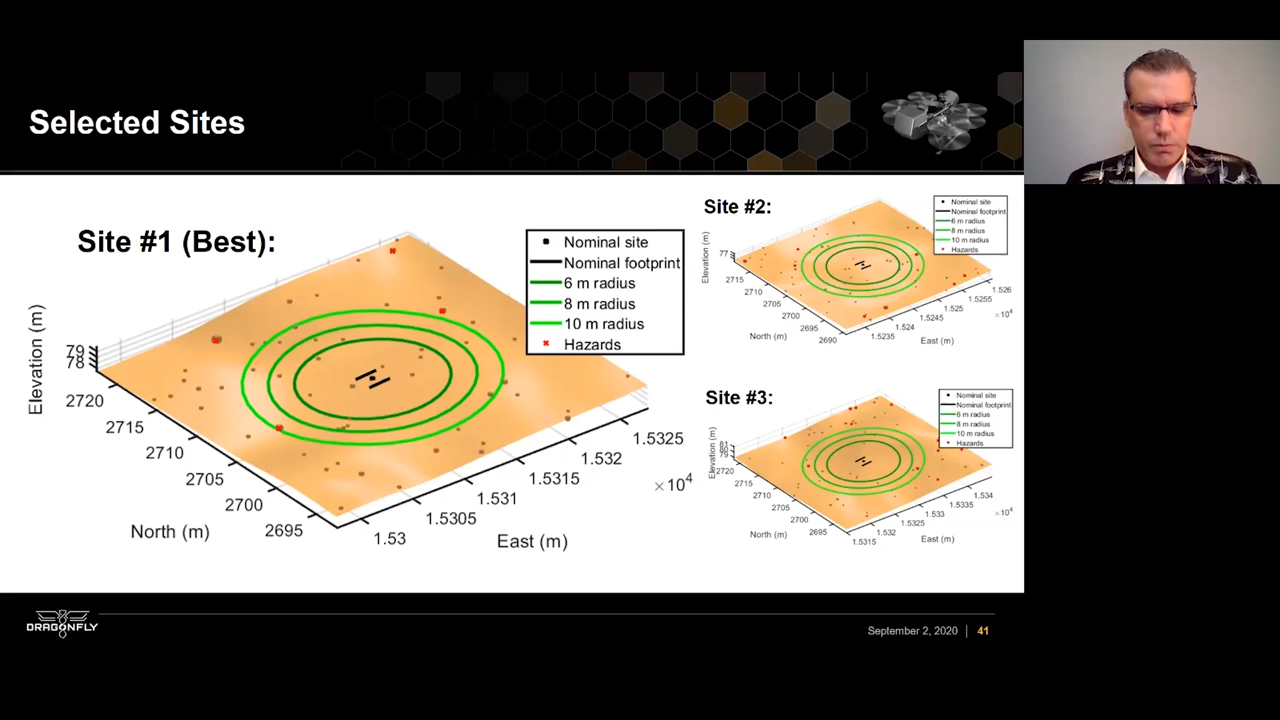 Selected Sites
Site #1 (Best):
Nominal site
Nominal footprint
6 m radius
8 m radius
10 m radius
Hazards
Elevation (m)
79
78
2720
2715
2710
2705
2700
2695
North (m)
1.53
1.5305
1.531
1.5315
1.532
1.5325
×10⁴
East (m)
Site #2:
Nominal site
Nominal footprint
6 m radius
8 m radius
10 m radius
Hazards
Elevation (m)
77
2715
2710
2705
2700
2695
2690
North (m)
1.5235
1.524
1.5245
1.525
1.5255
1.526
×10⁴
East (m)
Site #3:
Nominal site
Nominal footprint
6 m radius
8 m radius
10 m radius
Hazards
Elevation (m)
81
80
79
2720
2715
2710
2705
2700
2695
North (m)
1.5315
1.532
1.5325
1.533
1.5335
1.534
×10⁴
East (m)
DRAGONFLY
September 2, 2020 | 41